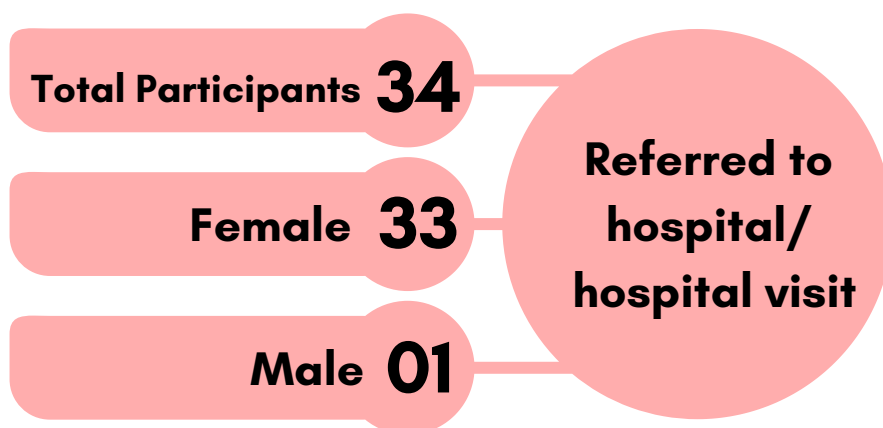 Total Participants 34
Female 33
Male 01
Referred to
hospital/
hospital visit